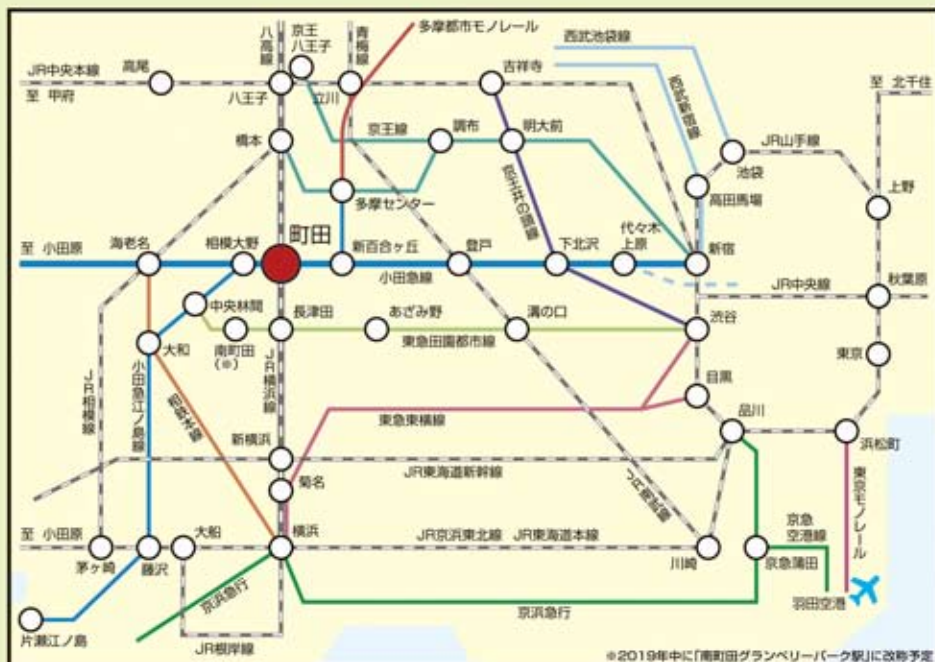 八高線
京王
八王子
青梅線
多摩都市モノレール
西武池袋線
JR中央本線
高尾
至 甲府
八王子
立川
吉祥寺
西武新宿線
至 北千住
橋本
京王線
調布
明大前
JR山手線
池袋
多摩センター
京王井の頭線
高田馬場
上野
町田
至 小田原
海老名
相模大野
新百合ヶ丘
登戸
下北沢
代々木
上原
新宿
小田急線
JR中央線
秋葉原
中央林間
長津田
あざみ野
溝の口
渋谷
大和
南町田
(※)
東急田園都市線
東京
JR相模線
小田急江ノ島線
相鉄本線
JR横浜線
目黒
品川
東急東横線
新横浜
浜松町
JR東海道新幹線
菊名
JR南武線
東京モノレール
至 小田原
大船
横浜
JR京浜東北線
JR東海道本線
京急
空港線
茅ヶ崎
藤沢
川崎
京急蒲田
京浜急行
京浜急行
羽田空港
片瀬江ノ島
JR根岸線
※2019年中に「南町田グランベリーパーク駅」に改称予定